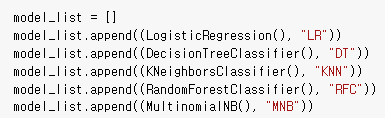 model_list = []
model_list.append((LogisticRegression(), "LR"))
model_list.append((DecisionTreeClassifier(), "DT"))
model_list.append((KNeighborsClassifier(), "KNN"))
model_list.append((RandomForestClassifier(), "RFC"))
model_list.append((MultinomialNB(), "MNB"))